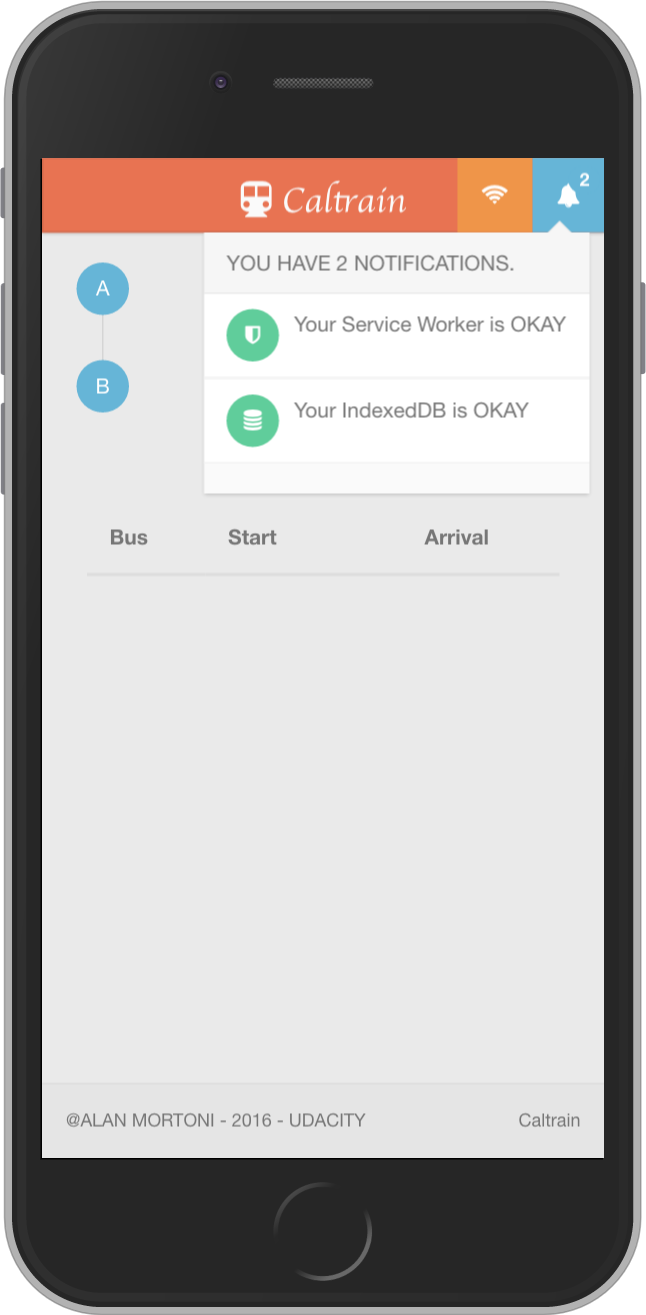 Caltrain
2
YOU HAVE 2 NOTIFICATIONS.
A
Your Service Worker is OKAY
B
Your IndexedDB is OKAY
Bus Start Arrival
@ALAN MORTONI - 2016 - UDACITY Caltrain